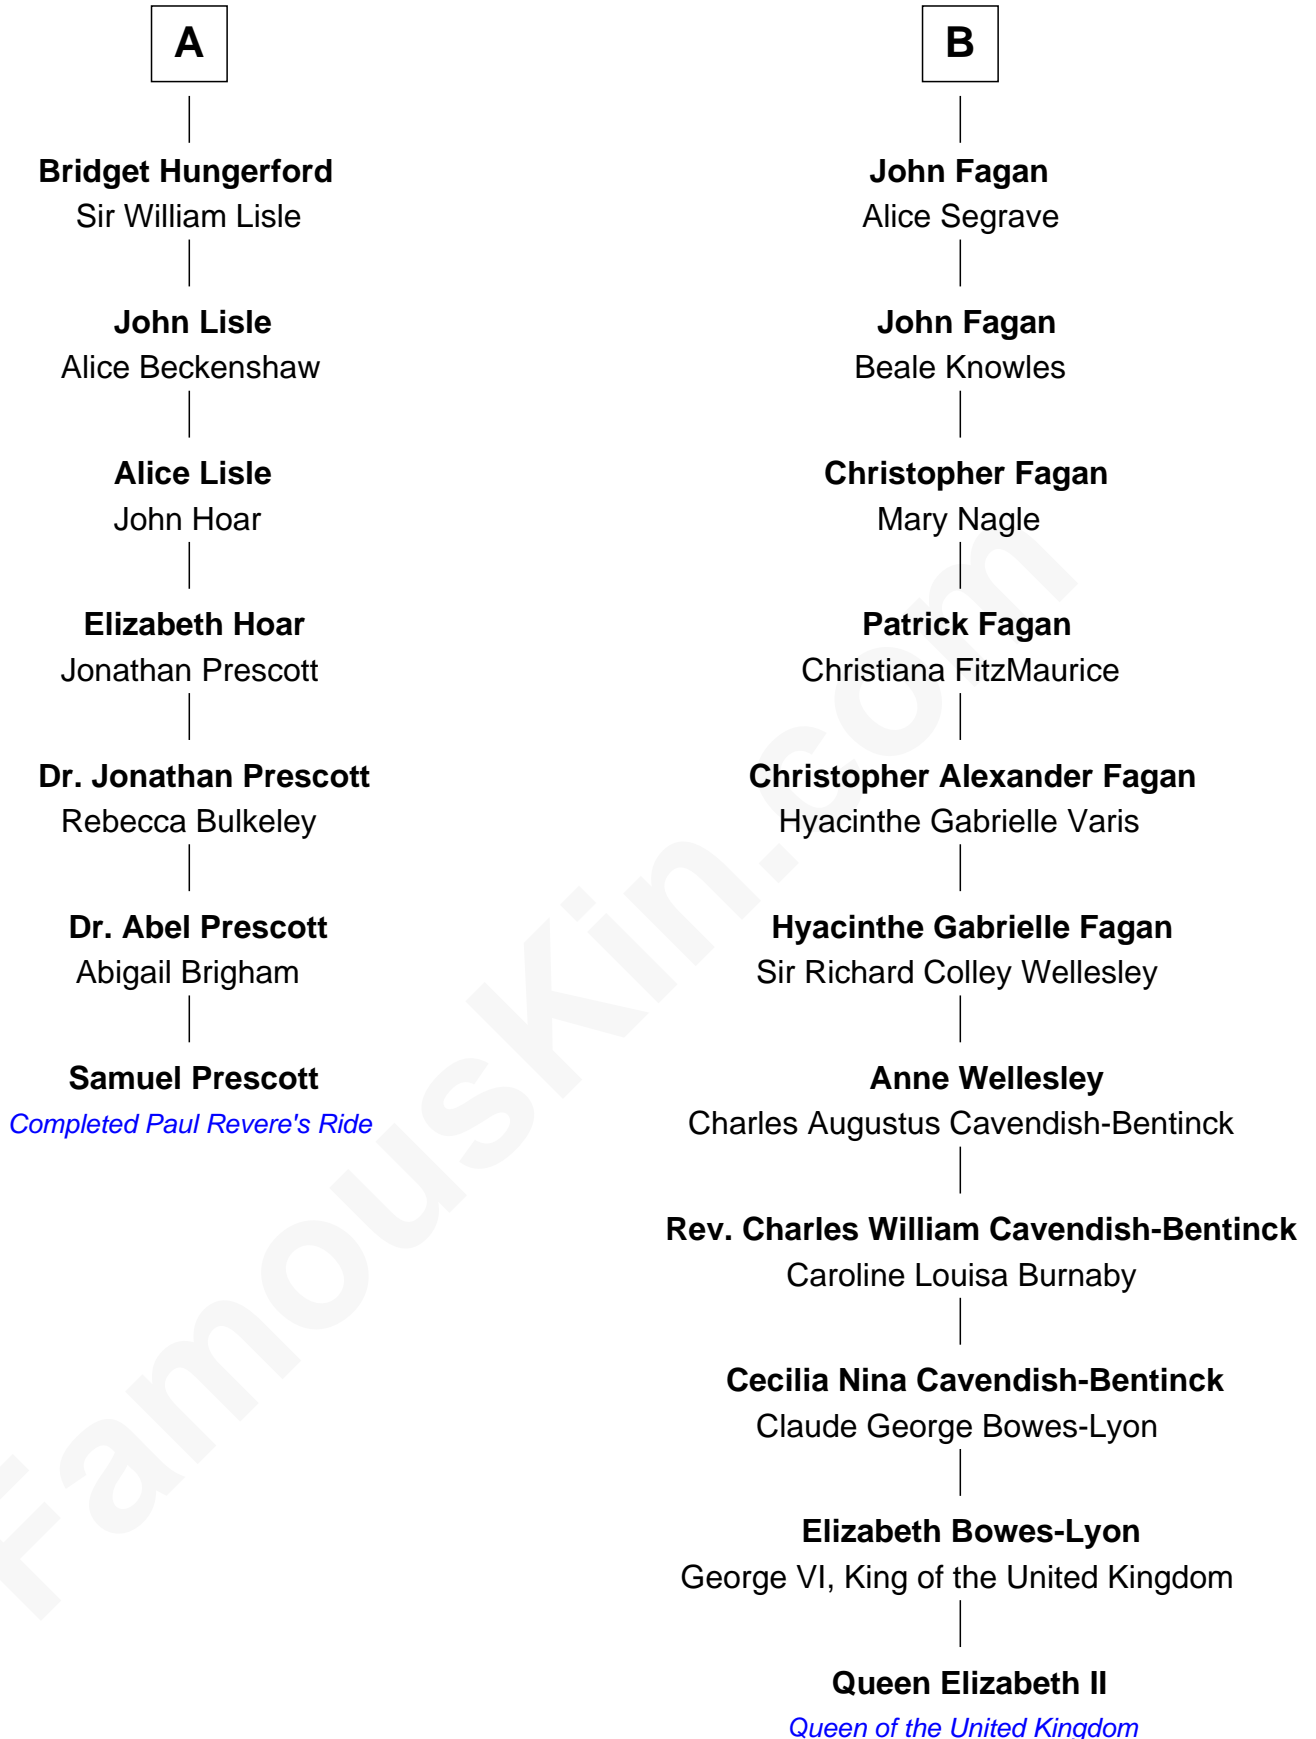 A
Bridget Hungerford
Sir William Lisle
John Lisle
Alice Beckenshaw
Alice Lisle
John Hoar
Elizabeth Hoar
Jonathan Prescott
Dr. Jonathan Prescott
Rebecca Bulkeley
Dr. Abel Prescott
Abigail Brigham
Samuel Prescott
Completed Paul Revere's Ride
B
John Fagan
Alice Segrave
John Fagan
Beale Knowles
Christopher Fagan
Mary Nagle
Patrick Fagan
Christiana FitzMaurice
Christopher Alexander Fagan
Hyacinthe Gabrielle Varis
Hyacinthe Gabrielle Fagan
Sir Richard Colley Wellesley
Anne Wellesley
Charles Augustus Cavendish-Bentinck
Rev. Charles William Cavendish-Bentinck
Caroline Louisa Burnaby
Cecilia Nina Cavendish-Bentinck
Claude George Bowes-Lyon
Elizabeth Bowes-Lyon
George VI, King of the United Kingdom
Queen Elizabeth II
Queen of the United Kingdom
FamousKin.com